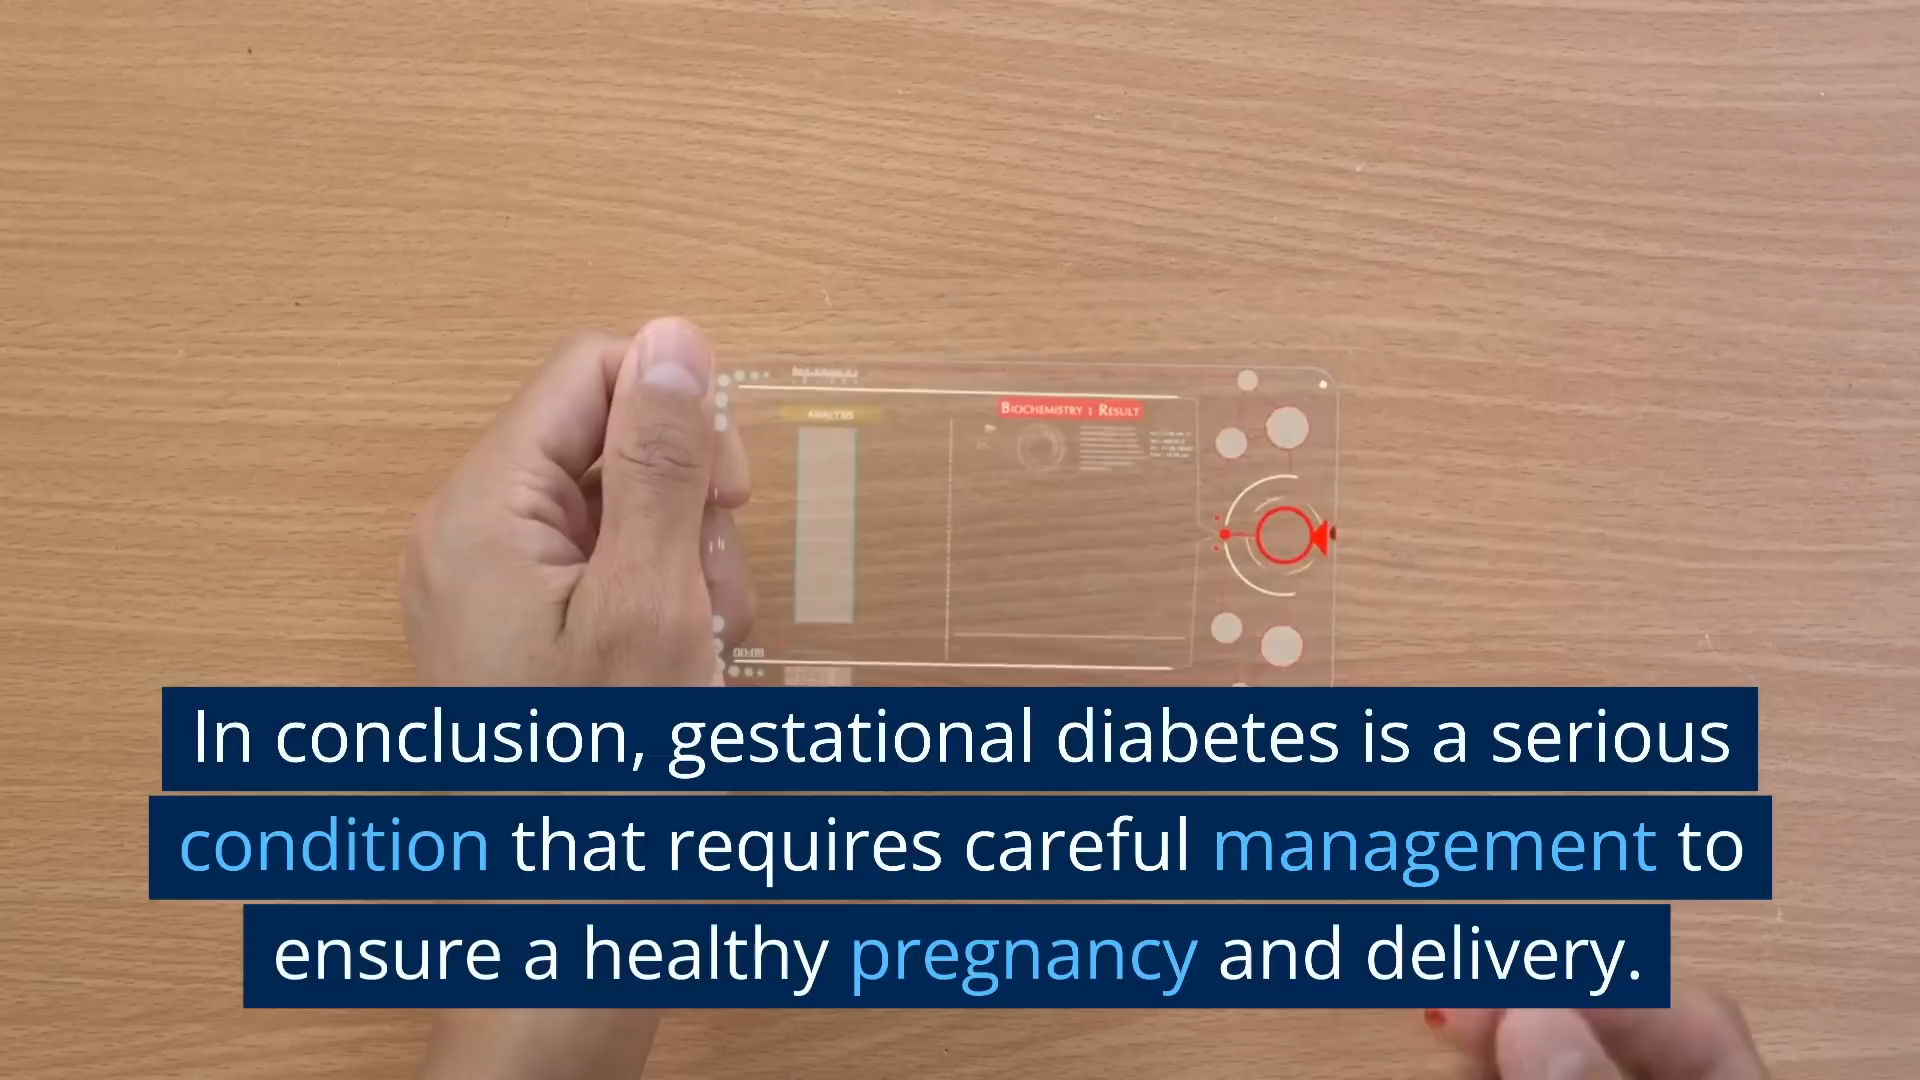 ANALYZIS
BIOCHEMISTRY : RESULT
In conclusion, gestational diabetes is a serious
condition that requires careful management to
ensure a healthy pregnancy and delivery.